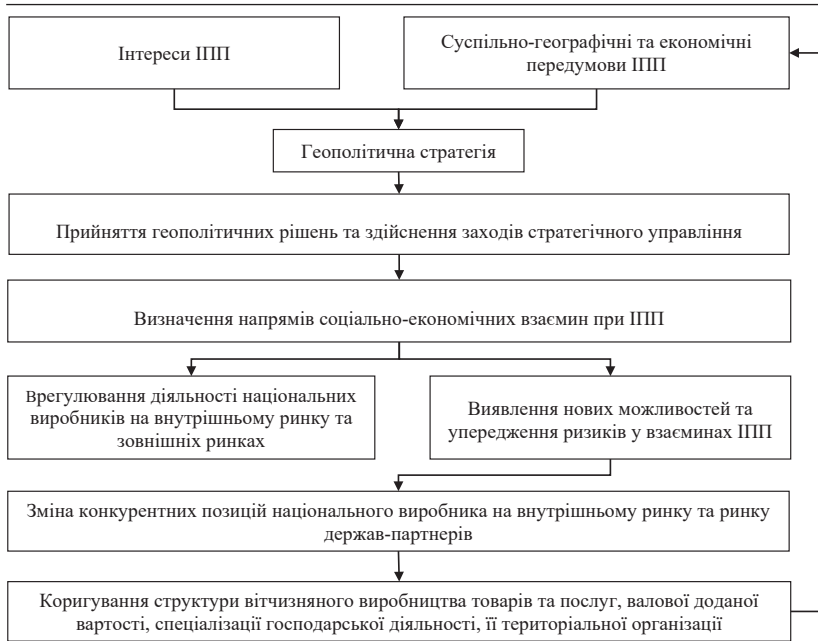 Інтереси ІПП
Суспільно-географічні та економічні
передумови ІПП
Геополітична стратегія
Прийняття геополітичних рішень та здійснення заходів стратегічного управління
Визначення напрямів соціально-економічних взаємин при ІПП
Врегулювання діяльності національних
виробників на внутрішньому ринку та
зовнішніх ринках
Виявлення нових можливостей та
упередження ризиків у взаєминах ІПП
Зміна конкурентних позицій національного виробника на внутрішньому ринку та ринку
держав-партнерів
Коригування структури вітчизняного виробництва товарів та послуг, валової доданої
вартості, спеціалізації господарської діяльності, її територіальної організації